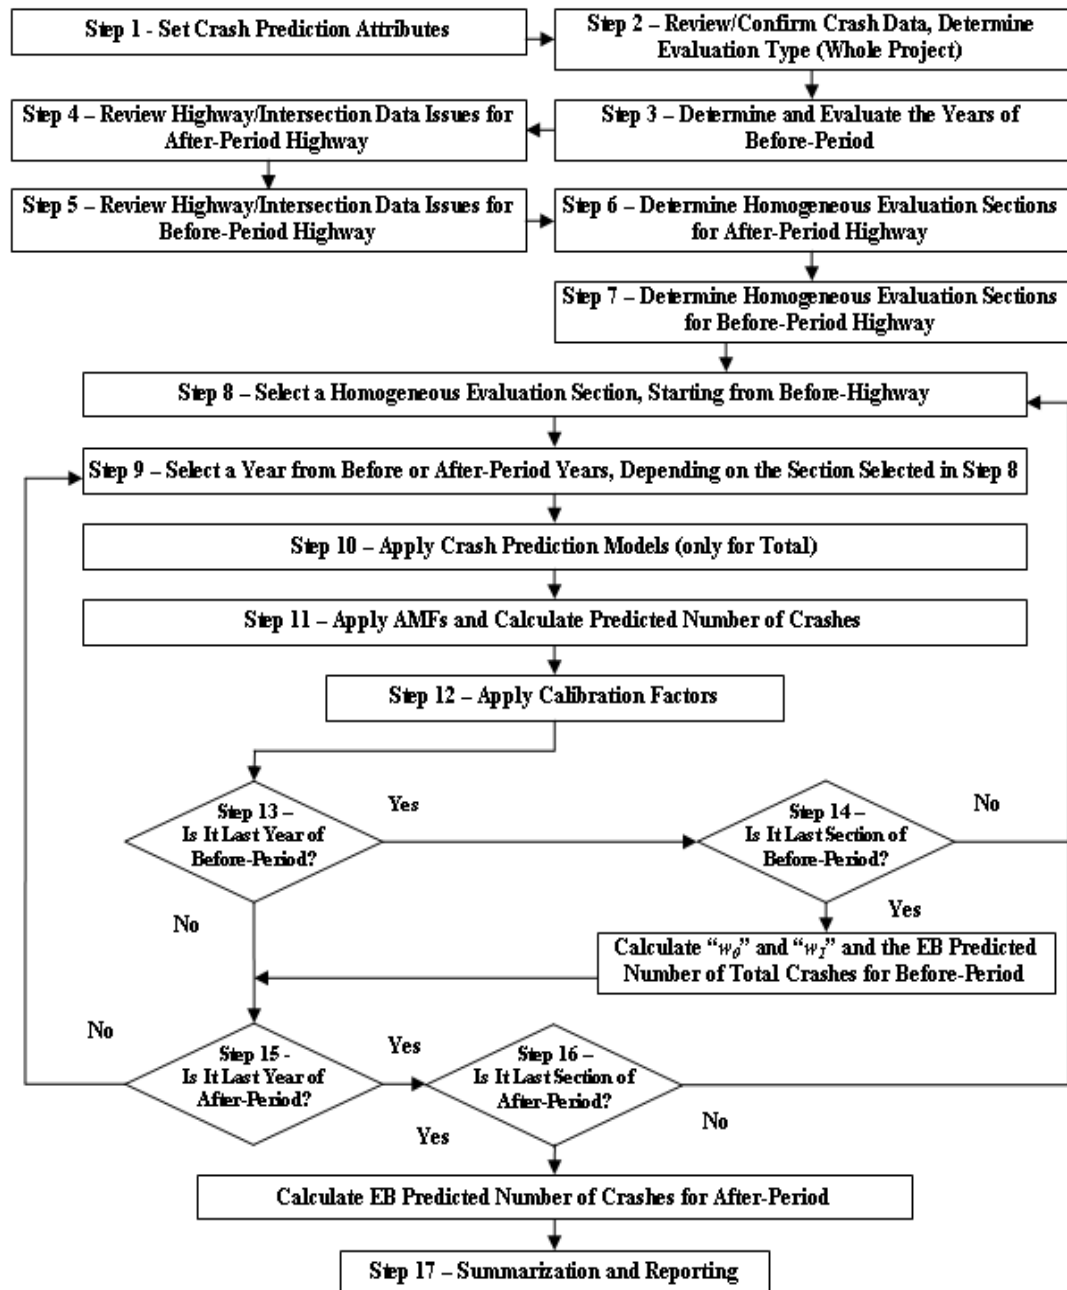 Step 1 - Set Crash Prediction Attributes
Step 2 – Review/Confirm Crash Data, Determine
Evaluation Type (Whole Project)
Step 4 – Review Highway/Intersection Data Issues for
After-Period Highway
Step 3 – Determine and Evaluate the Years of
Before-Period
Step 5 – Review Highway/Intersection Data Issues for
Before-Period Highway
Step 6 – Determine Homogeneous Evaluation Sections
for After-Period Highway
Step 7 – Determine Homogeneous Evaluation Sections
for Before-Period Highway
Step 8 – Select a Homogeneous Evaluation Section, Starting from Before-Highway
Step 9 – Select a Year from Before or After-Period Years, Depending on the Section Selected in Step 8
Step 10 – Apply Crash Prediction Models (only for Total)
Step 11 – Apply AMFs and Calculate Predicted Number of Crashes
Step 12 – Apply Calibration Factors
Step 13 –
Is It Last Year of
Before-Period?
Yes
Step 14 –
Is It Last Section of
Before-Period?
No
No
Yes
Calculate “w0” and “w1” and the EB Predicted
Number of Total Crashes for Before-Period
No
Step 15 -
Is It Last Year of
After-Period?
Yes
Step 16 –
Is It Last Section of
After-Period?
Yes
No
Calculate EB Predicted Number of Crashes for After-Period
Step 17 – Summarization and Reporting